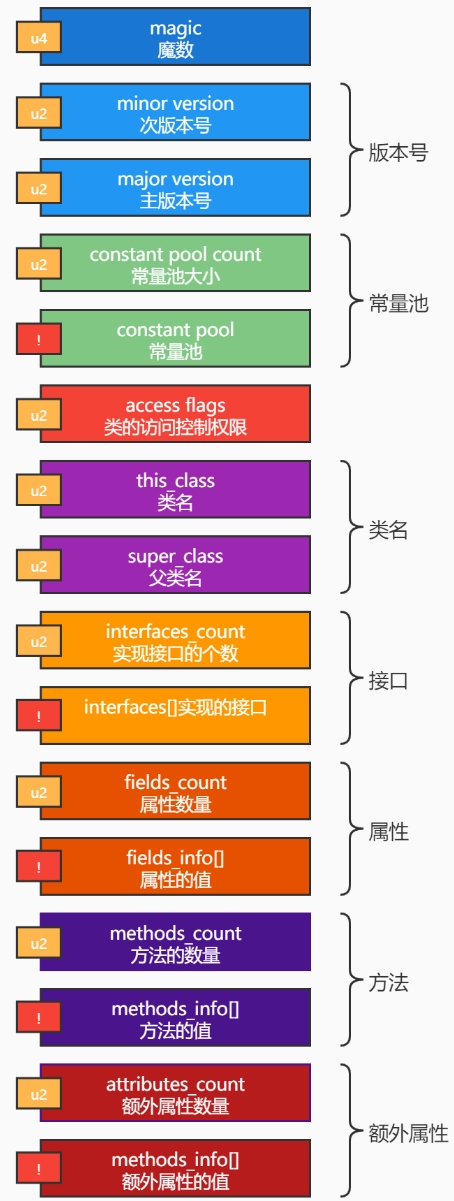 u4
magic
魔数
u2
minor version
次版本号
u2
major version
主版本号
版本号
u2
constant pool count
常量池大小
!
constant pool
常量池
常量池
u2
access flags
类的访问控制权限
u2
this_class
类名
u2
super_class
父类名
类名
u2
interfaces_count
实现接口的个数
!
interfaces[]实现的接口
接口
u2
fields_count
属性数量
!
fields_info[]
属性的值
属性
u2
methods_count
方法的数量
!
methods_info[]
方法的值
方法
u2
attributes_count
额外属性数量
!
methods_info[]
额外属性的值
额外属性